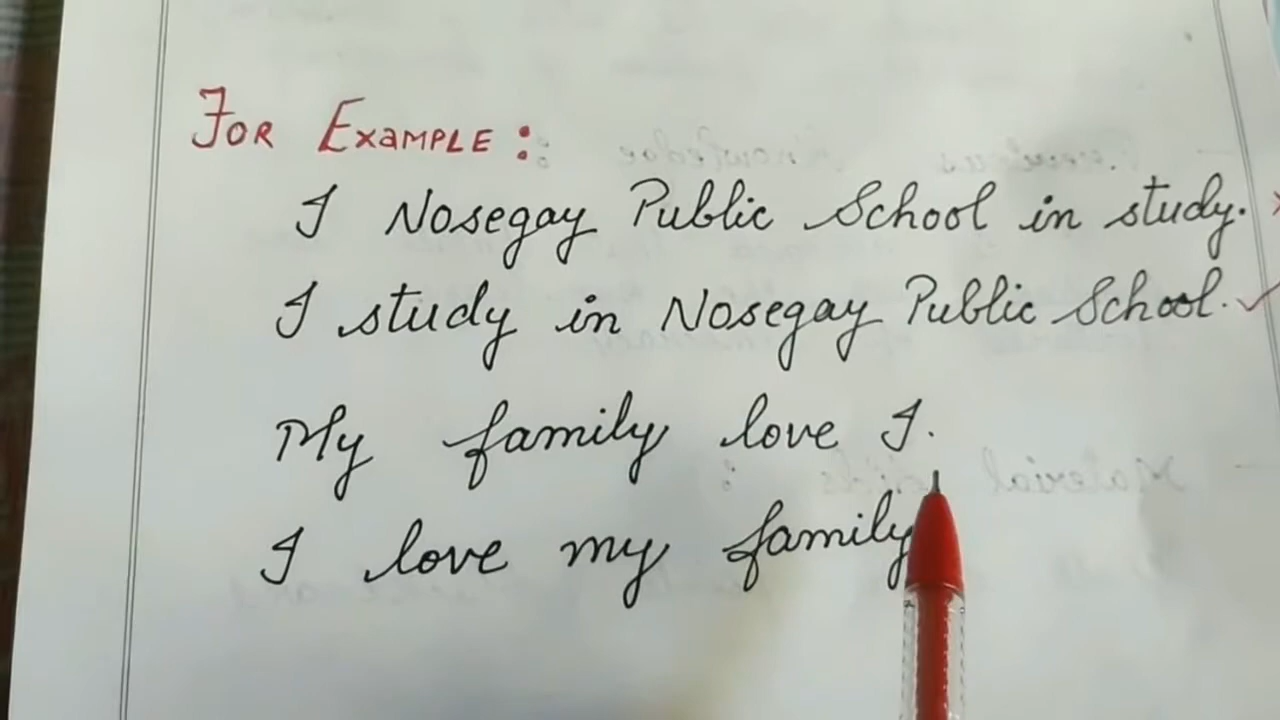 FOR EXAMPLE :
I Nosegay Public School in study.
I study in Nosegay Public School.
My family love I.
I love my family